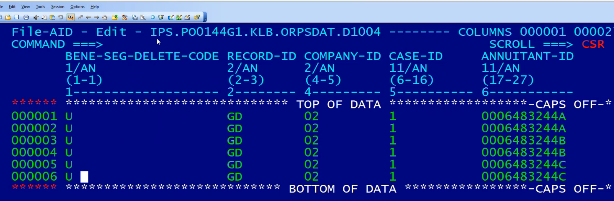 File Edit
File-AID - Edit - IPS.PO0144G1.KLB.ORPSDAT.D1004 -------- COLUMNS 000001 00002
COMMAND ===> SCROLL ===> CSR
BENE-SEG-DELETE-CODE RECORD-ID COMPANY-ID CASE-ID ANNUITANT-ID
1/AN 2/AN 2/AN 11/AN 11/AN
(1-1) (2-3) (4-5) (6-16) (17-27)
1-------------------- 2--------- 4---------- 5----------- 6-----------
****** ***************************** TOP OF DATA ********************-CAPS OFF-*
000001 U GD 02 1 0006483244A
000002 U GD 02 1 0006483244A
000003 U GD 02 1 0006483244B
000004 U GD 02 1 0006483244B
000005 U GD 02 1 0006483244C
000006 U GD 02 1 0006483244C
****** **************************** BOTTOM OF DATA ******************-CAPS OFF-*